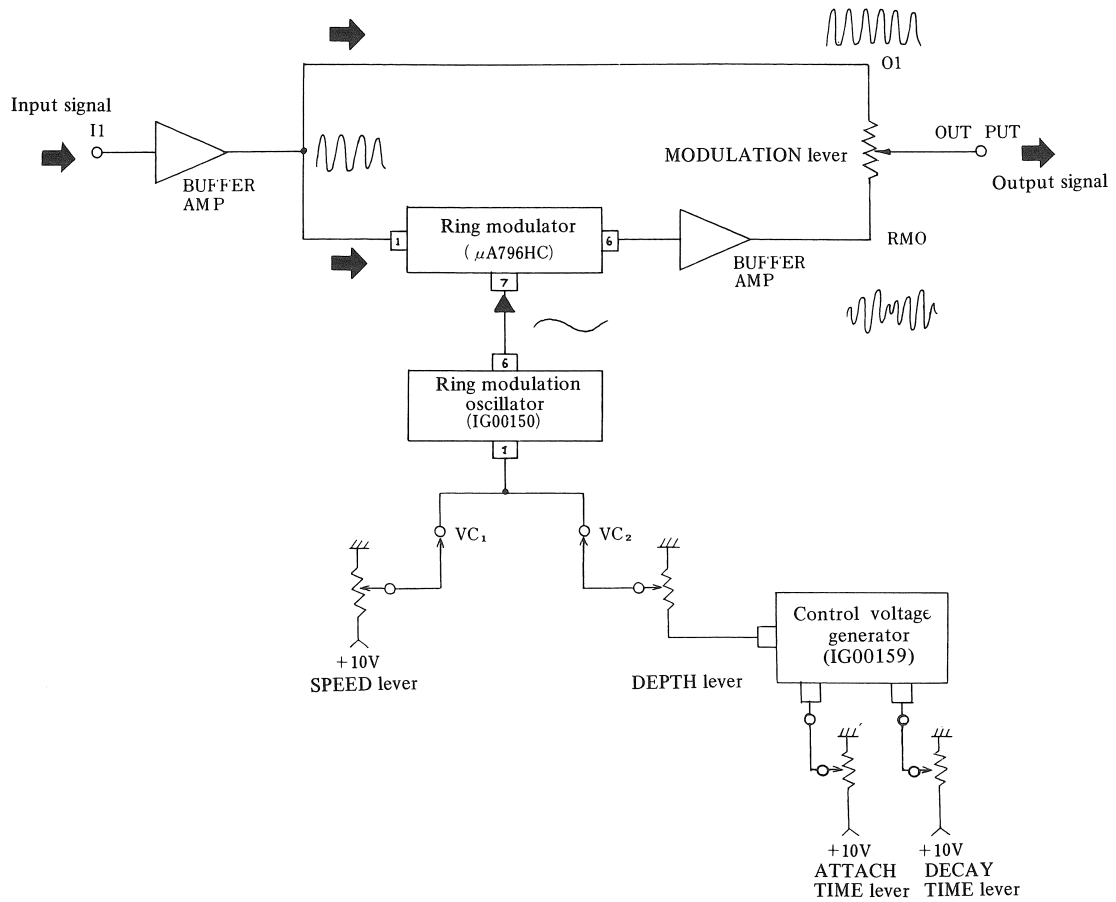 O1
Input signal
I1
BUFFER
AMP
MODULATION lever
OUT PUT
Output signal
1
Ring modulator
(μA796HC)
6
7
RMO
BUFFER
AMP
6
Ring modulation
oscillator
(IG00150)
1
VC₁
VC₂
+10V
SPEED lever
DEPTH lever
Control voltage
generator
(IG00159)
+10V
ATTACH
TIME lever
+10V
DECAY
TIME lever